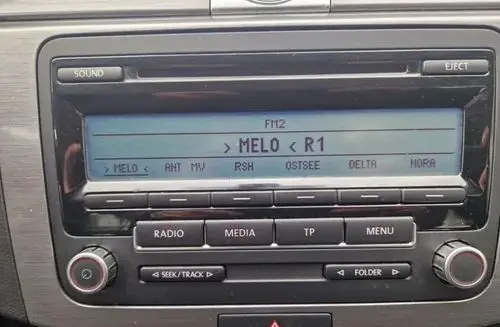 SOUND
EJECT
FM2
> MELO < R1
> MELO < ANT MV RSH OSTSEE DELTA NORA
RADIO MEDIA TP MENU
◁ SEEK/TRACK ▷
◁ FOLDER ▷